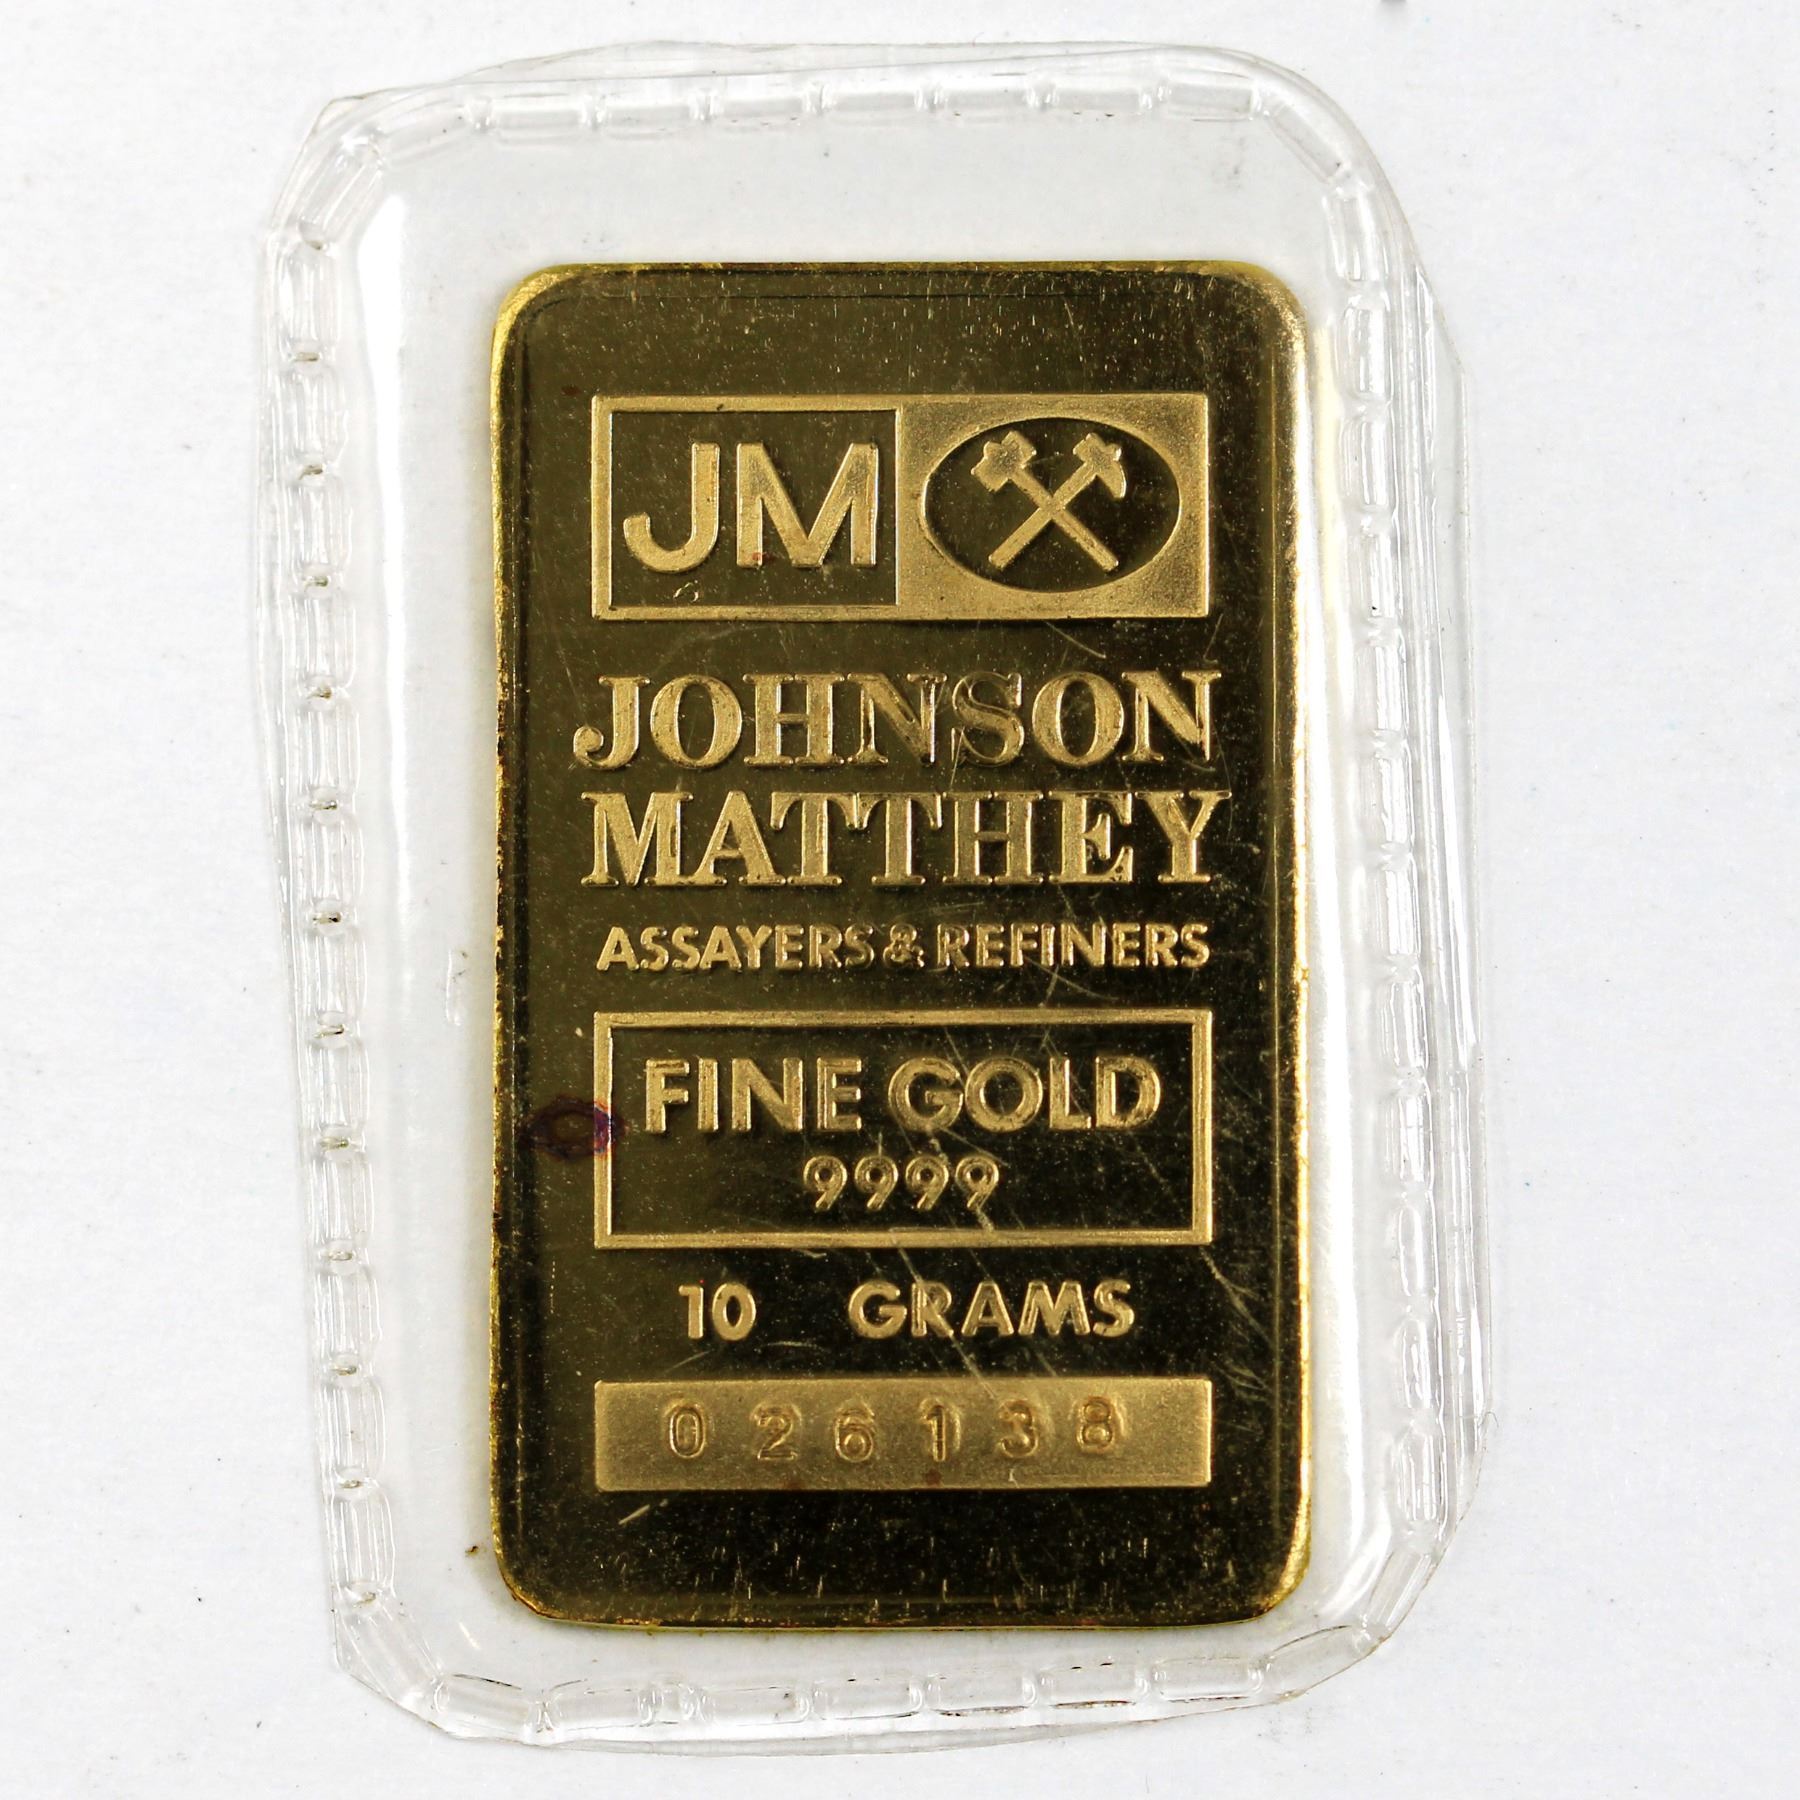 JM
JOHNSON
MATTHEY
ASSAYERS & REFINERS
FINE GOLD
9999
10 GRAMS
026138